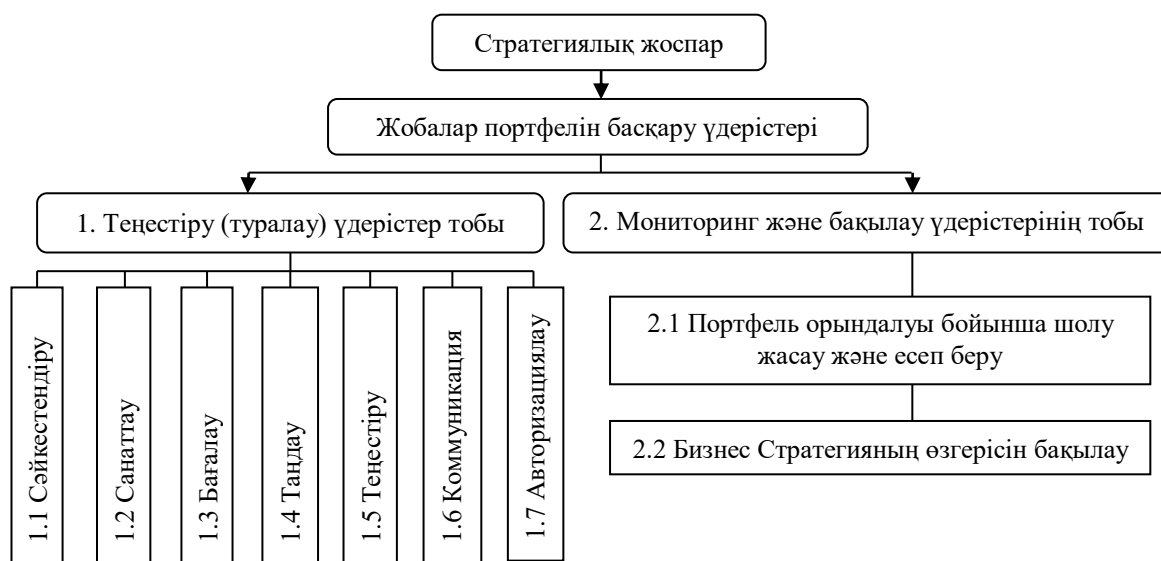 Стратегиялық жоспар
Жобалар портфелін басқару үдерістері
1. Теңестіру (туралау) үдерістер тобы
2. Мониторинг және бақылау үдерістерінің тобы
1.1 Сәйкестендіру
1.2 Санаттау
1.3 Бағалау
1.4 Таңдау
1.5 Теңестіру
1.6 Коммуникация
1.7 Авторизациялау
2.1 Портфель орындалуы бойынша шолу
жасау және есеп беру
2.2 Бизнес Стратегияның өзгерісін бақылау